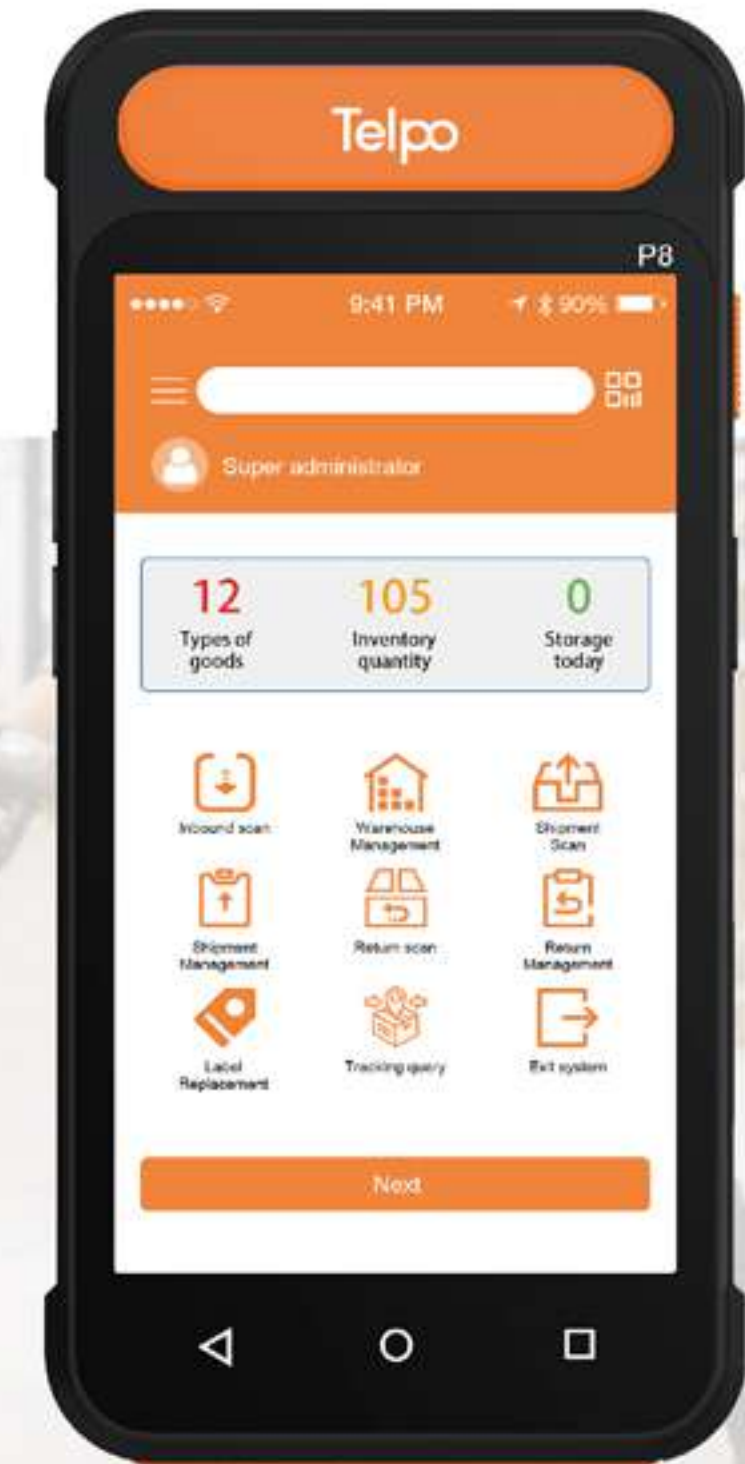 Telpo
P8
9:41 PM
90%
Super administrator
12 105 0
Types of goods
Inventory quantity
Storage today
Inbound scan
Warehouse Management
Shipment Scan
Shipment Management
Return scan
Return Management
Label Replacement
Tracking query
Exit system
Next